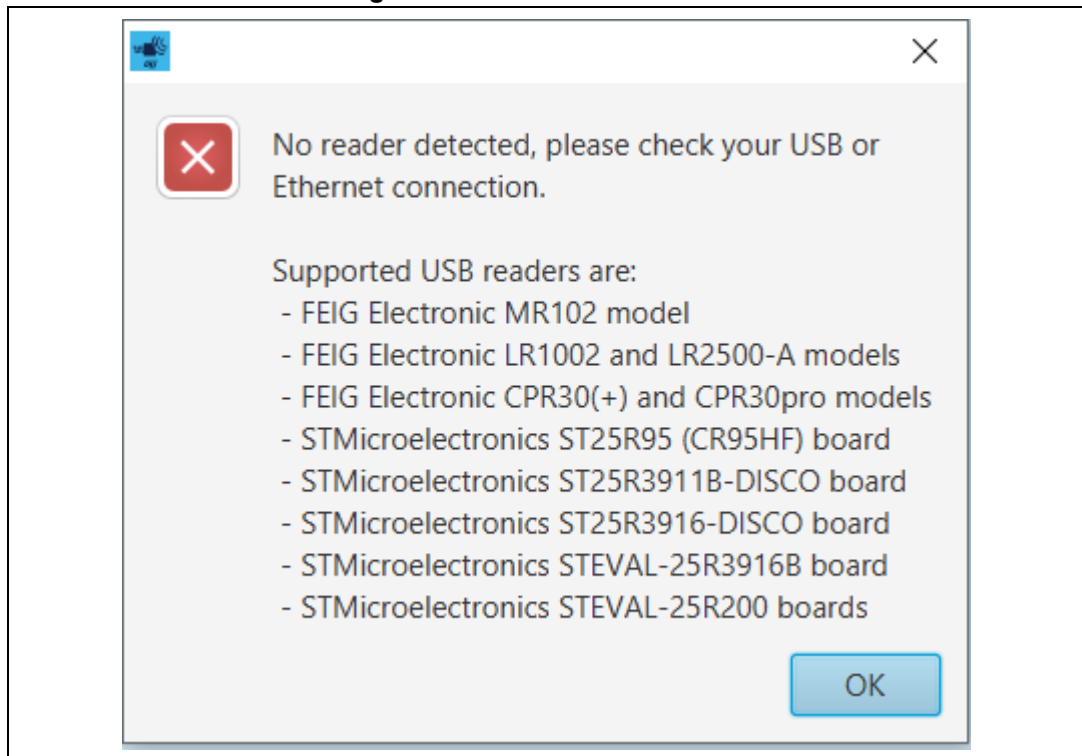 No reader detected, please check your USB or
Ethernet connection.
Supported USB readers are:
- FEIG Electronic MR102 model
- FEIG Electronic LR1002 and LR2500-A models
- FEIG Electronic CPR30(+) and CPR30pro models
- STMicroelectronics ST25R95 (CR95HF) board
- STMicroelectronics ST25R3911B-DISCO board
- STMicroelectronics ST25R3916-DISCO board
- STMicroelectronics STEVAL-25R3916B board
- STMicroelectronics STEVAL-25R200 boards
OK